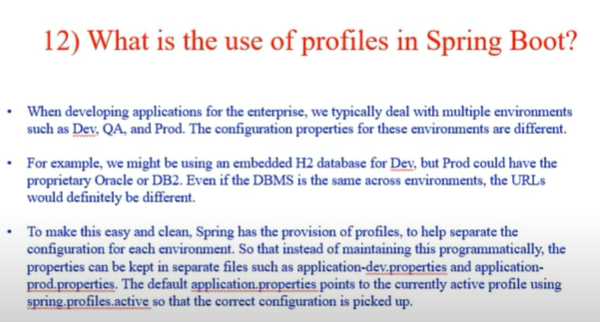 12) What is the use of profiles in Spring Boot?
• When developing applications for the enterprise, we typically deal with multiple environments
such as Dev, QA, and Prod. The configuration properties for these environments are different.
• For example, we might be using an embedded H2 database for Dev, but Prod could have the
proprietary Oracle or DB2. Even if the DBMS is the same across environments, the URLs
would definitely be different.
• To make this easy and clean, Spring has the provision of profiles, to help separate the
configuration for each environment. So that instead of maintaining this programmatically, the
properties can be kept in separate files such as application-dev.properties and application-
prod.properties. The default application.properties points to the currently active profile using
spring.profiles.active so that the correct configuration is picked up.